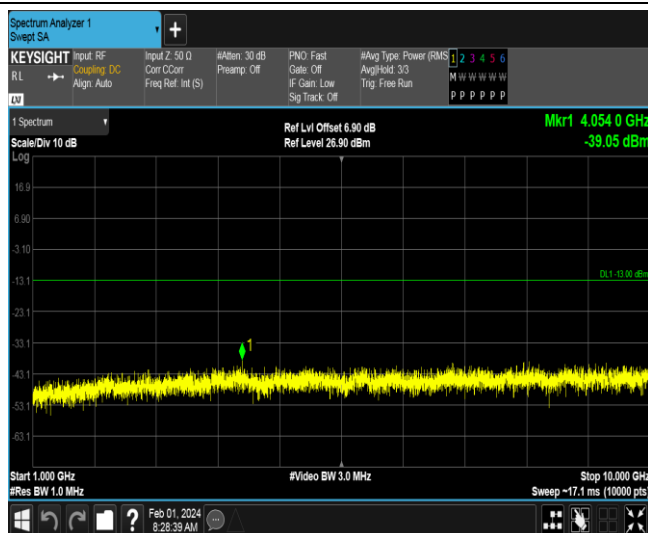 Spectrum Analyzer 1
Swept SA
+
KEYSIGHT
RL
LXI
Input: RF
Coupling: DC
Align: Auto
Input Z: 50 Ω
Corr CCorr
Freq Ref: Int (S)
#Atten: 30 dB
Preamp: Off
PNO: Fast
Gate: Off
IF Gain: Low
Sig Track: Off
#Avg Type: Power (RMS
Avg|Hold: 3/3
Trig: Free Run
1 2 3 4 5 6
M W W W W W
P P P P P P
1 Spectrum
Scale/Div 10 dB
Ref Lvl Offset 6.90 dB
Ref Level 26.90 dBm
Mkr1 4.054 0 GHz
-39.05 dBm
Log
16.9
6.90
-3.10
-13.1
DL1 -13.00 dBm
-23.1
-33.1
1
-43.1
-53.1
-63.1
Start 1.000 GHz
#Video BW 3.0 MHz
Stop 10.000 GHz
#Res BW 1.0 MHz
Sweep ~17.1 ms (10000 pts)
?
Feb 01, 2024
8:28:39 AM